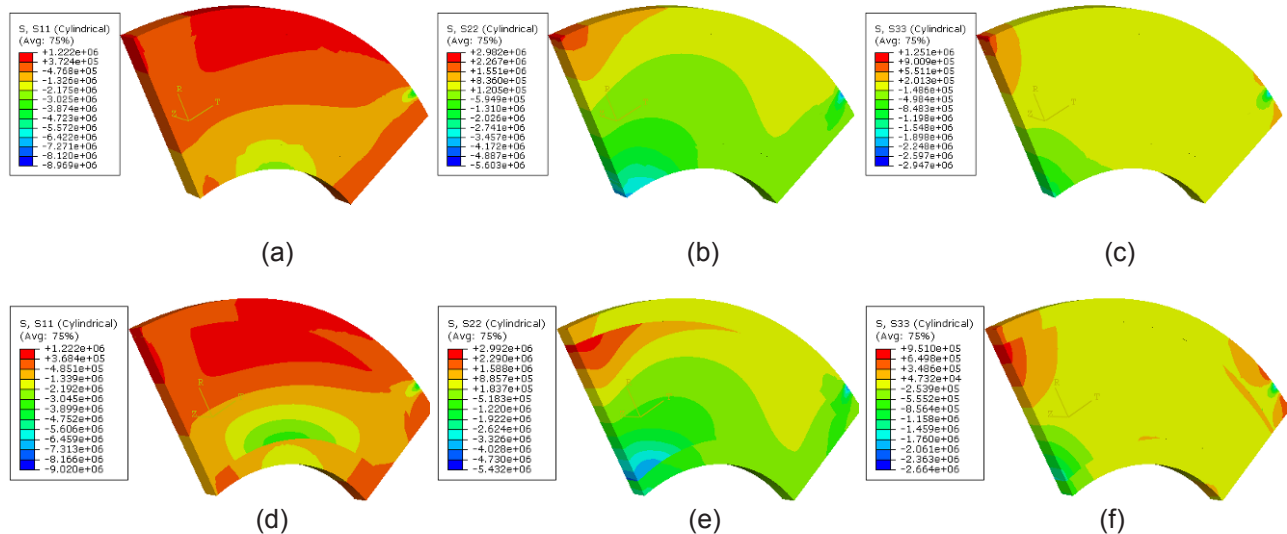 S, S11 (Cylindrical)
(Avg: 75%)
+1.222e+06
+3.724e+05
-4.768e+05
-1.326e+06
-2.175e+06
-3.025e+06
-3.874e+06
-4.723e+06
-5.572e+06
-6.422e+06
-7.271e+06
-8.120e+06
-8.969e+06
R
Z
T
(a)
S, S22 (Cylindrical)
(Avg: 75%)
+2.982e+06
+2.267e+06
+1.551e+06
+8.360e+05
+1.205e+05
-5.949e+05
-1.310e+06
-2.026e+06
-2.741e+06
-3.457e+06
-4.172e+06
-4.887e+06
-5.603e+06
R
Z
T
(b)
S, S33 (Cylindrical)
(Avg: 75%)
+1.251e+06
+9.009e+05
+5.511e+05
+2.013e+05
-1.486e+05
-4.984e+05
-8.483e+05
-1.198e+06
-1.548e+06
-1.898e+06
-2.248e+06
-2.597e+06
-2.947e+06
R
Z
T
(c)
S, S11 (Cylindrical)
(Avg: 75%)
+1.222e+06
+3.684e+05
-4.851e+05
-1.339e+06
-2.192e+06
-3.045e+06
-3.899e+06
-4.752e+06
-5.606e+06
-6.459e+06
-7.313e+06
-8.166e+06
-9.020e+06
R
Z
T
(d)
S, S22 (Cylindrical)
(Avg: 75%)
+2.992e+06
+2.290e+06
+1.588e+06
+8.857e+05
+1.837e+05
-5.183e+05
-1.220e+06
-1.922e+06
-2.624e+06
-3.326e+06
-4.028e+06
-4.730e+06
-5.432e+06
(e)
S, S33 (Cylindrical)
(Avg: 75%)
+9.510e+05
+6.498e+05
+3.486e+05
+4.732e+04
-2.539e+05
-5.552e+05
-8.564e+05
-1.158e+06
-1.459e+06
-1.760e+06
-2.061e+06
-2.363e+06
-2.664e+06
R
Z
T
(f)